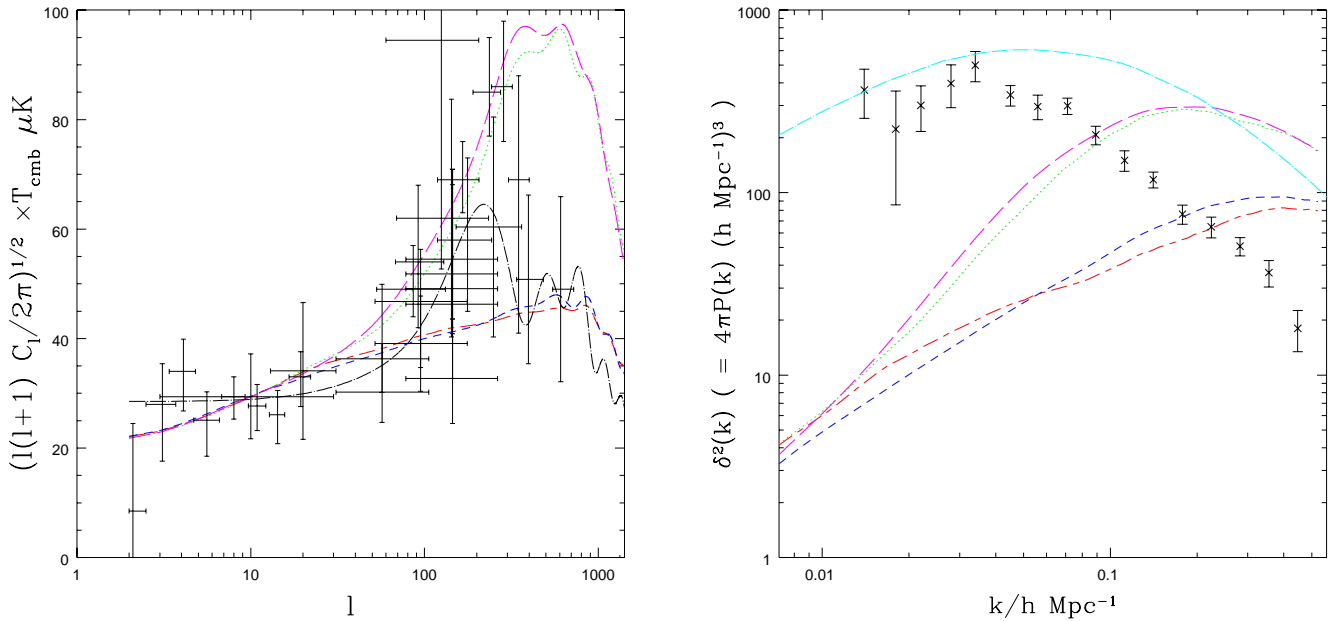 (l(l+1) C_l/2π)^{1/2} ×T_cmb μK
100
80
60
40
20
0
1 10 100 1000
l
δ²(k) ( = 4πP(k) (h Mpc⁻¹)³ )
1000
100
10
1
0.01 0.1
k/h Mpc⁻¹